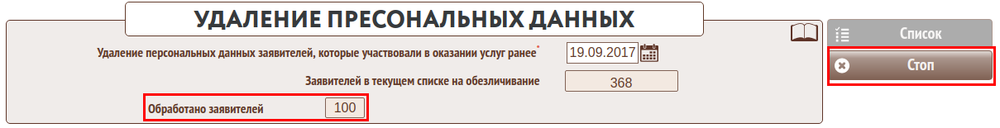 УДАЛЕНИЕ ПРЕСОНАЛЬНЫХ ДАННЫХ
Удаление персональных данных заявителей, которые участвовали в оказании услуг ранее* 19.09.2017
Заявителей в текущем списке на обезличивание 368
Обработано заявителей 100
Список
Стоп